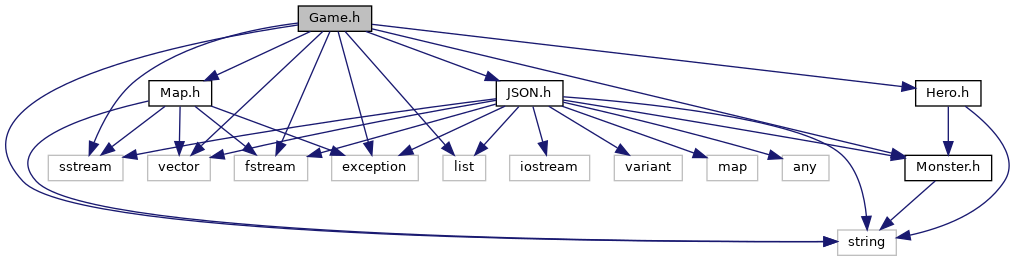 Game.h
Map.h
JSON.h
Hero.h
sstream
vector
fstream
exception
list
iostream
variant
map
any
Monster.h
string